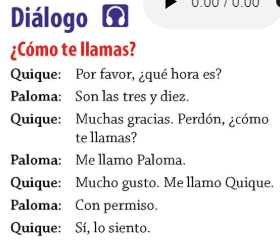 0:00 / 0:00
Diálogo
¿Cómo te llamas?
Quique: Por favor, ¿qué hora es?
Paloma: Son las tres y diez.
Quique: Muchas gracias. Perdón, ¿cómo
te llamas?
Paloma: Me llamo Paloma.
Quique: Mucho gusto. Me llamo Quique.
Paloma: Con permiso.
Quique: Sí, lo siento.